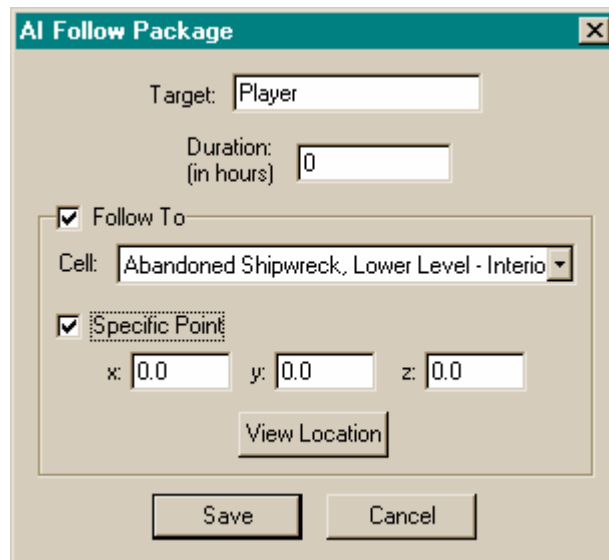 AI Follow Package
Target: Player
Duration:
(in hours) 0
Follow To
Cell: Abandoned Shipwreck, Lower Level - Interio
Specific Point
x: 0.0 y: 0.0 z: 0.0
View Location
Save Cancel